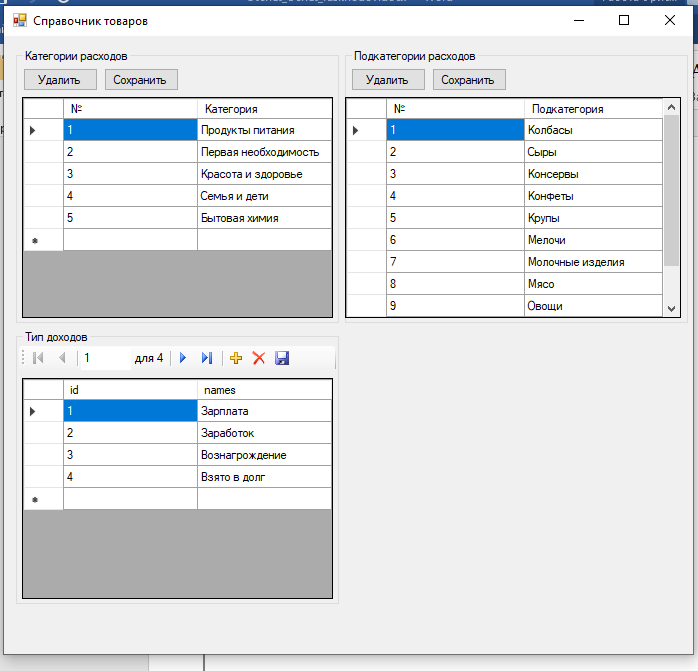 Справочник товаров
Категории расходов
Удалить Сохранить
№ Категория
1 Продукты питания
2 Первая необходимость
3 Красота и здоровье
4 Семья и дети
5 Бытовая химия
Подкатегории расходов
Удалить Сохранить
№ Подкатегория
1 Колбасы
2 Сыры
3 Консервы
4 Конфеты
5 Крупы
6 Мелочи
7 Молочные изделия
8 Мясо
9 Овощи
Тип доходов
1 для 4
id names
1 Зарплата
2 Заработок
3 Вознагрождение
4 Взято в долг